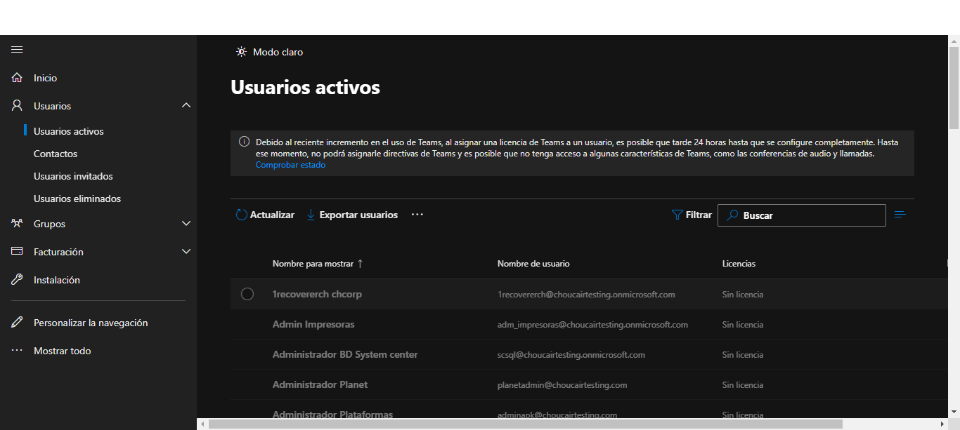 Modo claro
Inicio
Usuarios
Usuarios activos
Contactos
Usuarios invitados
Usuarios eliminados
Grupos
Facturación
Instalación
Personalizar la navegación
Mostrar todo
Usuarios activos
Debido al reciente incremento en el uso de Teams, al asignar una licencia de Teams a un usuario, es posible que tarde 24 horas hasta que se configure completamente. Hasta
ese momento, no podrá asignarle directivas de Teams y es posible que no tenga acceso a algunas características de Teams, como las conferencias de audio y llamadas.
Comprobar estado
Actualizar Exportar usuarios ··· Filtrar Buscar
Nombre para mostrar ↑ Nombre de usuario Licencias
1recovererch chcorp 1recovererch@choucairtesting.onmicrosoft.com Sin licencia
Admin Impresoras adm_impresoras@choucairtesting.onmicrosoft.com Sin licencia
Administrador BD System center scsql@choucairtesting.onmicrosoft.com Sin licencia
Administrador Planet planetadmin@choucairtesting.com Sin licencia
Administrador Plataformas adminapk@choucairtesting.com Sin licencia